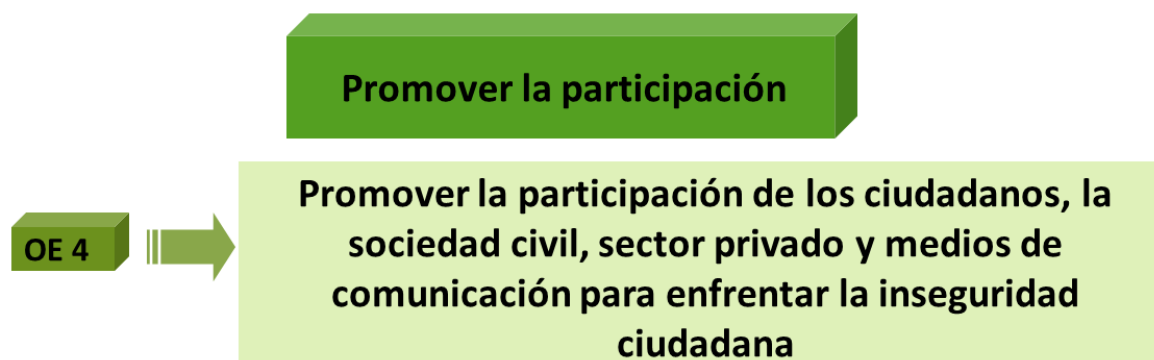 Promover la participación
Promover la participación de los ciudadanos, la
sociedad civil, sector privado y medios de
OE 4
comunicación para enfrentar la inseguridad
ciudadana